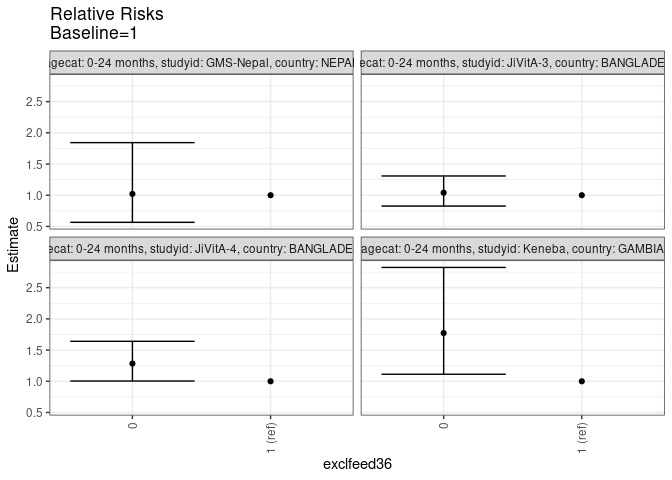 Relative Risks
Baseline=1
agecat: 0-24 months, studyid: GMS-Nepal, country: NEPAL
ecat: 0-24 months, studyid: JiVitA-3, country: BANGLADE
2.5
2.0
1.5
1.0
0.5
ecat: 0-24 months, studyid: JiVitA-4, country: BANGLADE
agecat: 0-24 months, studyid: Keneba, country: GAMBIA
2.5
2.0
1.5
1.0
0.5
Estimate
0
1 (ref)
0
1 (ref)
exclfeed36